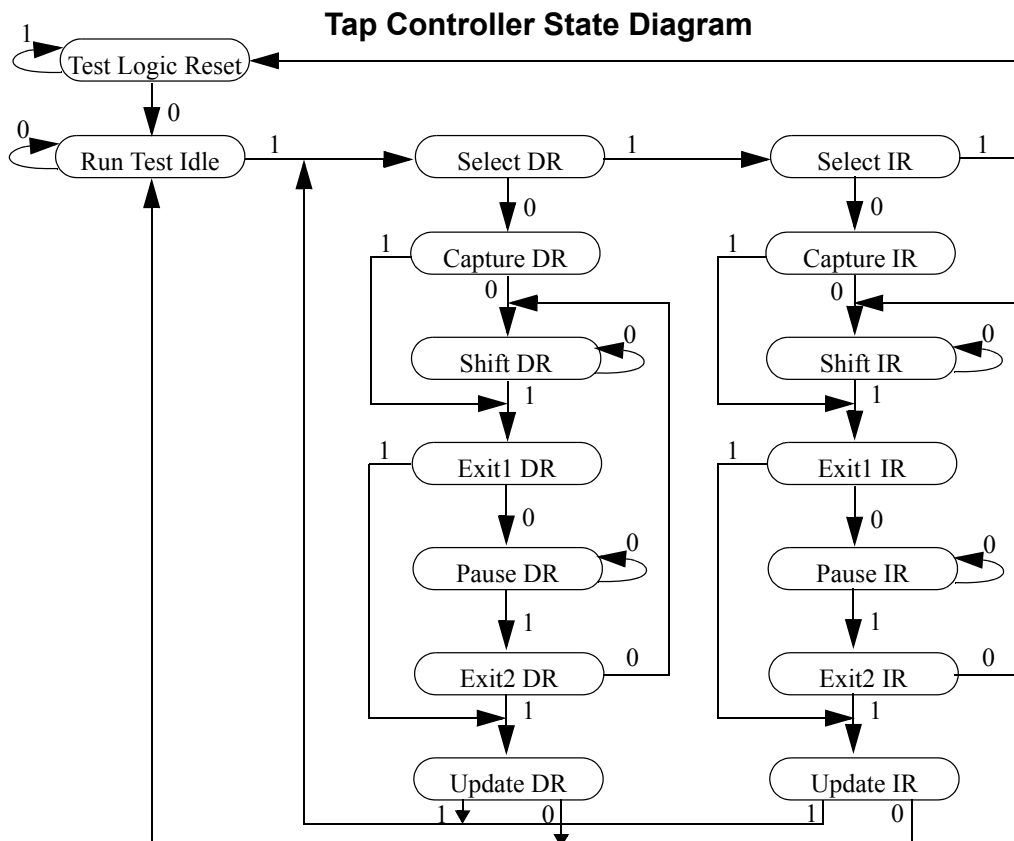 Tap Controller State Diagram
1
Test Logic Reset
0
0
Run Test Idle
1
Select DR
1
Select IR
1
0
0
1
Capture DR
1
Capture IR
0
0
Shift DR
0
Shift IR
0
1
1
1
Exit1 DR
1
Exit1 IR
0
0
Pause DR
0
Pause IR
0
1
1
Exit2 DR
0
Exit2 IR
0
1
1
Update DR
Update IR
1
0
1
0